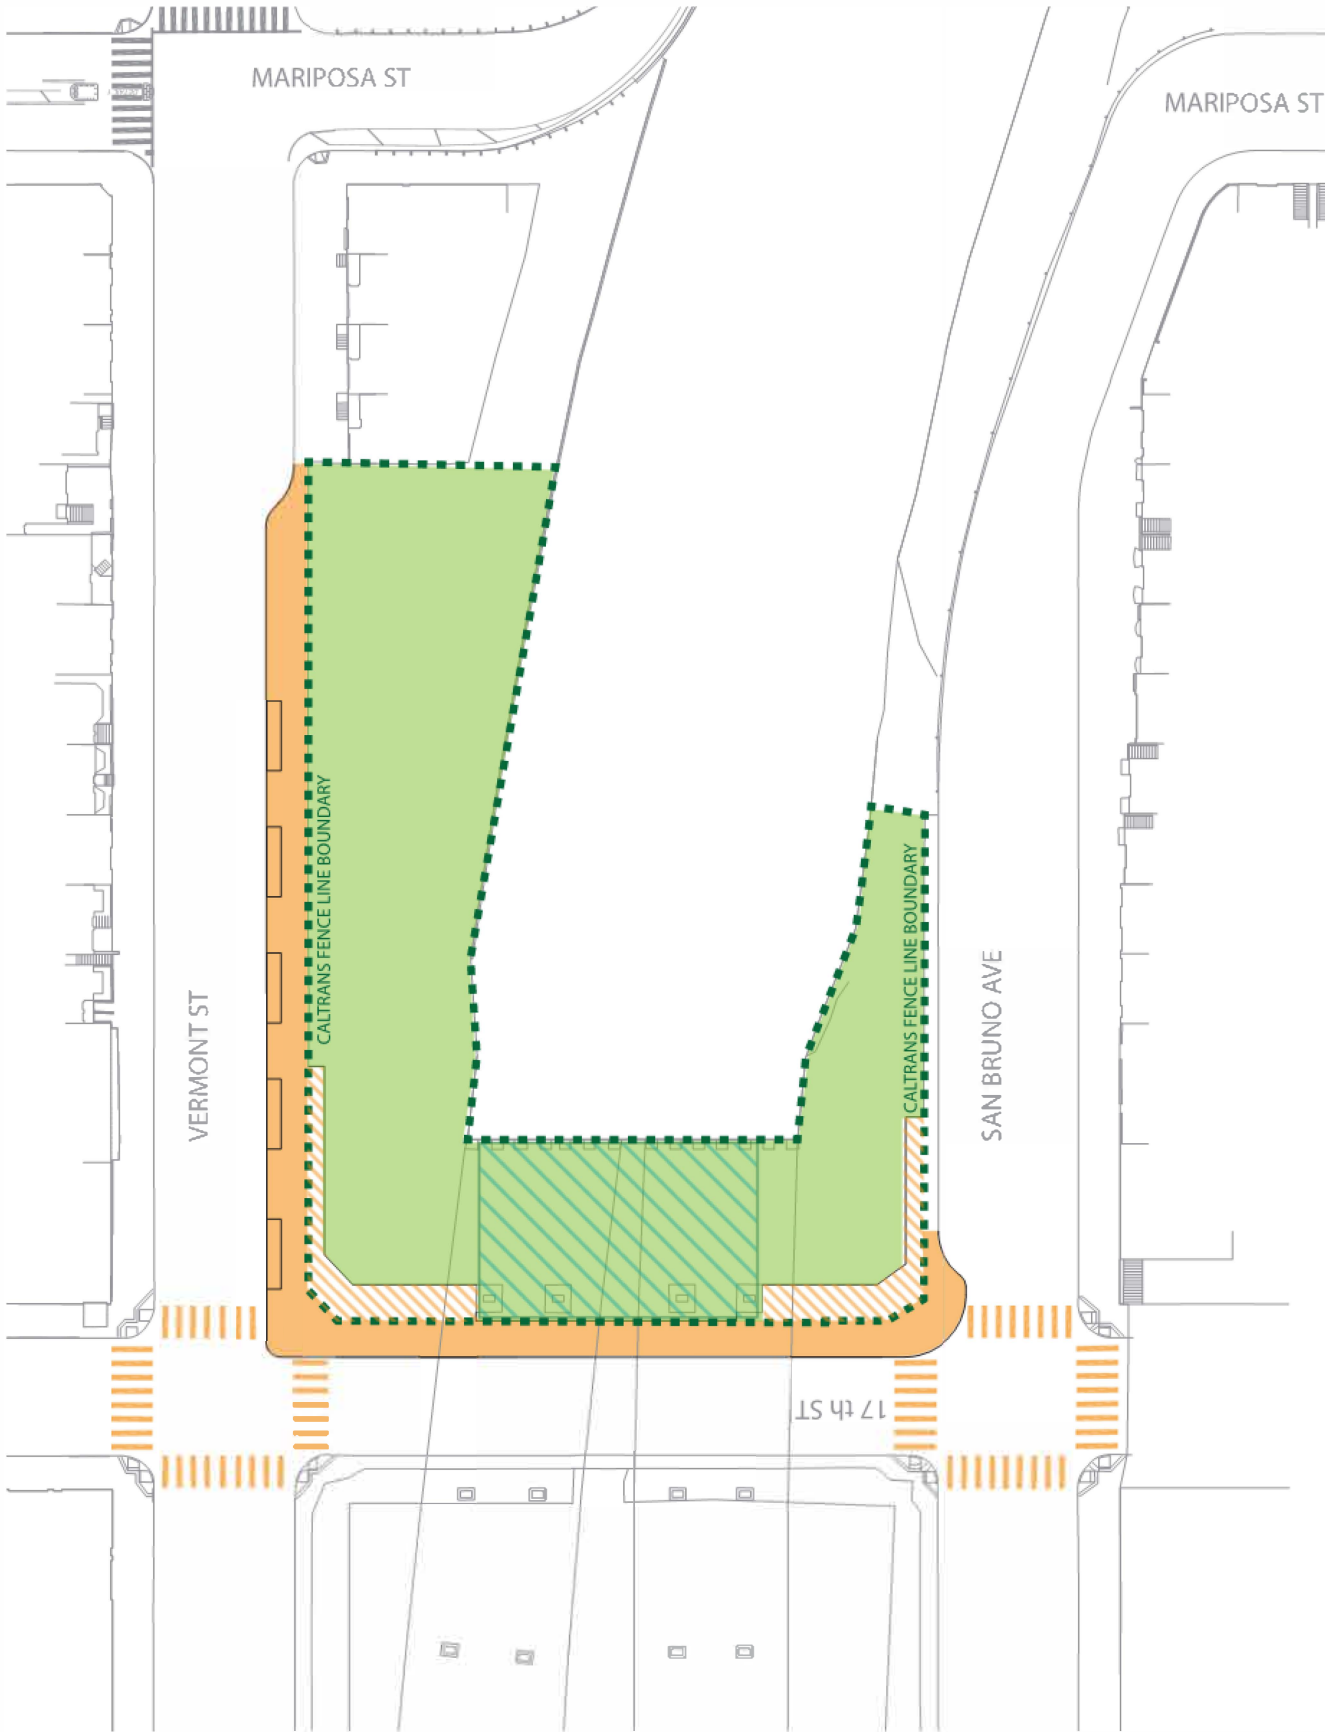 MARIPOSA ST
MARIPOSA ST
CALTRANS FENCE LINE BOUNDARY
CALTRANS FENCE LINE BOUNDARY
VERMONT ST
SAN BRUNO AVE
17 th ST